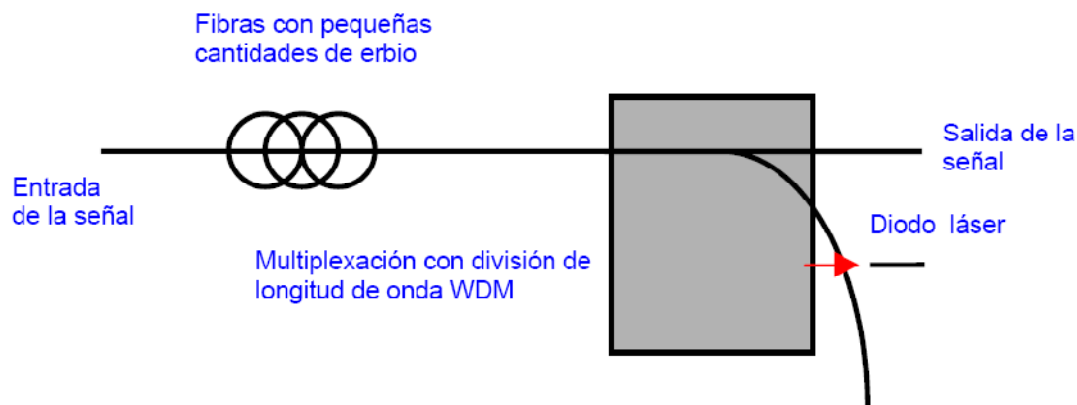 Fibras con pequeñas
cantidades de erbio
Salida de la
señal
Entrada
de la señal
Diodo láser
Multiplexación con división de
longitud de onda WDM